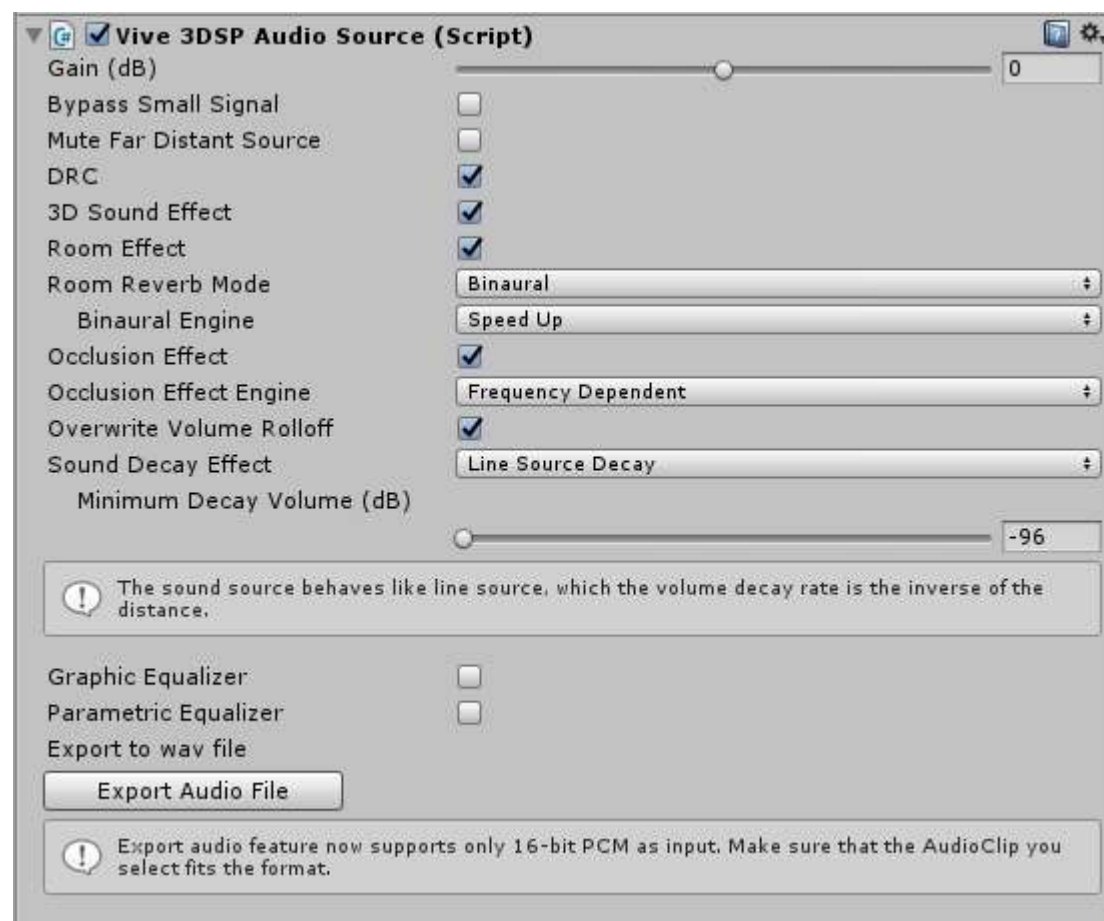 Vive 3DSP Audio Source (Script)
Gain (dB) 0
Bypass Small Signal
Mute Far Distant Source
DRC
3D Sound Effect
Room Effect
Room Reverb Mode Binaural
Binaural Engine Speed Up
Occlusion Effect
Occlusion Effect Engine Frequency Dependent
Overwrite Volume Rolloff
Sound Decay Effect Line Source Decay
Minimum Decay Volume (dB)
-96
The sound source behaves like line source, which the volume decay rate is the inverse of the
distance.
Graphic Equalizer
Parametric Equalizer
Export to wav file
Export Audio File
Export audio feature now supports only 16-bit PCM as input. Make sure that the AudioClip you
select fits the format.